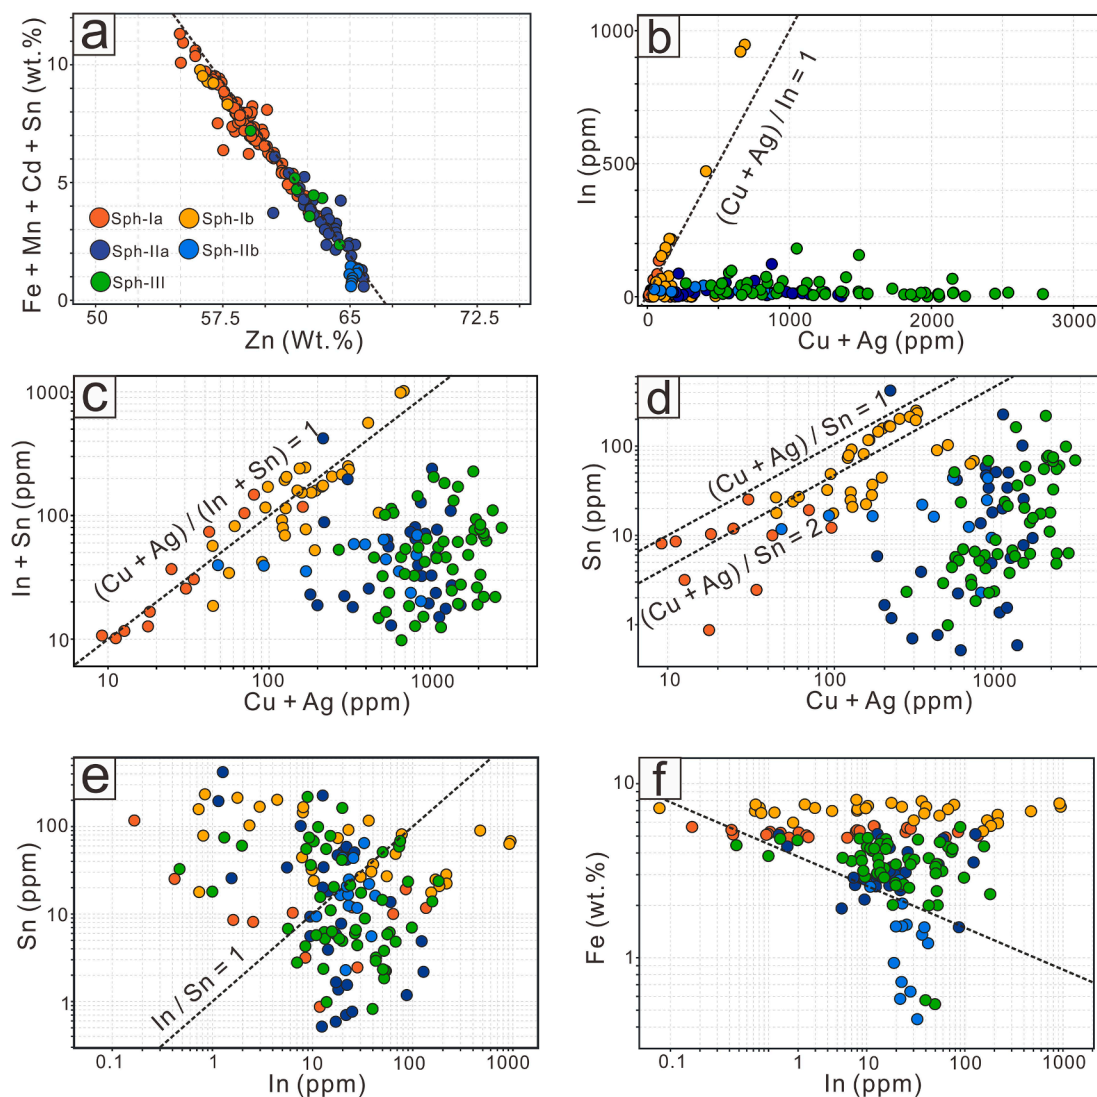 a
Fe + Mn + Cd + Sn (wt.%)
10
5
0
Sph-Ia
Sph-Ib
Sph-IIa
Sph-IIb
Sph-III
50
57.5
65
72.5
Zn (Wt.%)
b
In (ppm)
1000
500
0
(Cu + Ag) / In = 1
0
1000
2000
3000
Cu + Ag (ppm)
c
In + Sn (ppm)
1000
100
10
(Cu + Ag) / (In + Sn) = 1
10
100
1000
Cu + Ag (ppm)
d
Sn (ppm)
100
10
1
(Cu + Ag) / Sn = 1
(Cu + Ag) / Sn = 2
10
100
1000
Cu + Ag (ppm)
e
Sn (ppm)
100
10
1
In / Sn = 1
0.1
1
10
100
1000
In (ppm)
f
Fe (wt.%)
10
1
0.1
1
10
100
1000
In (ppm)